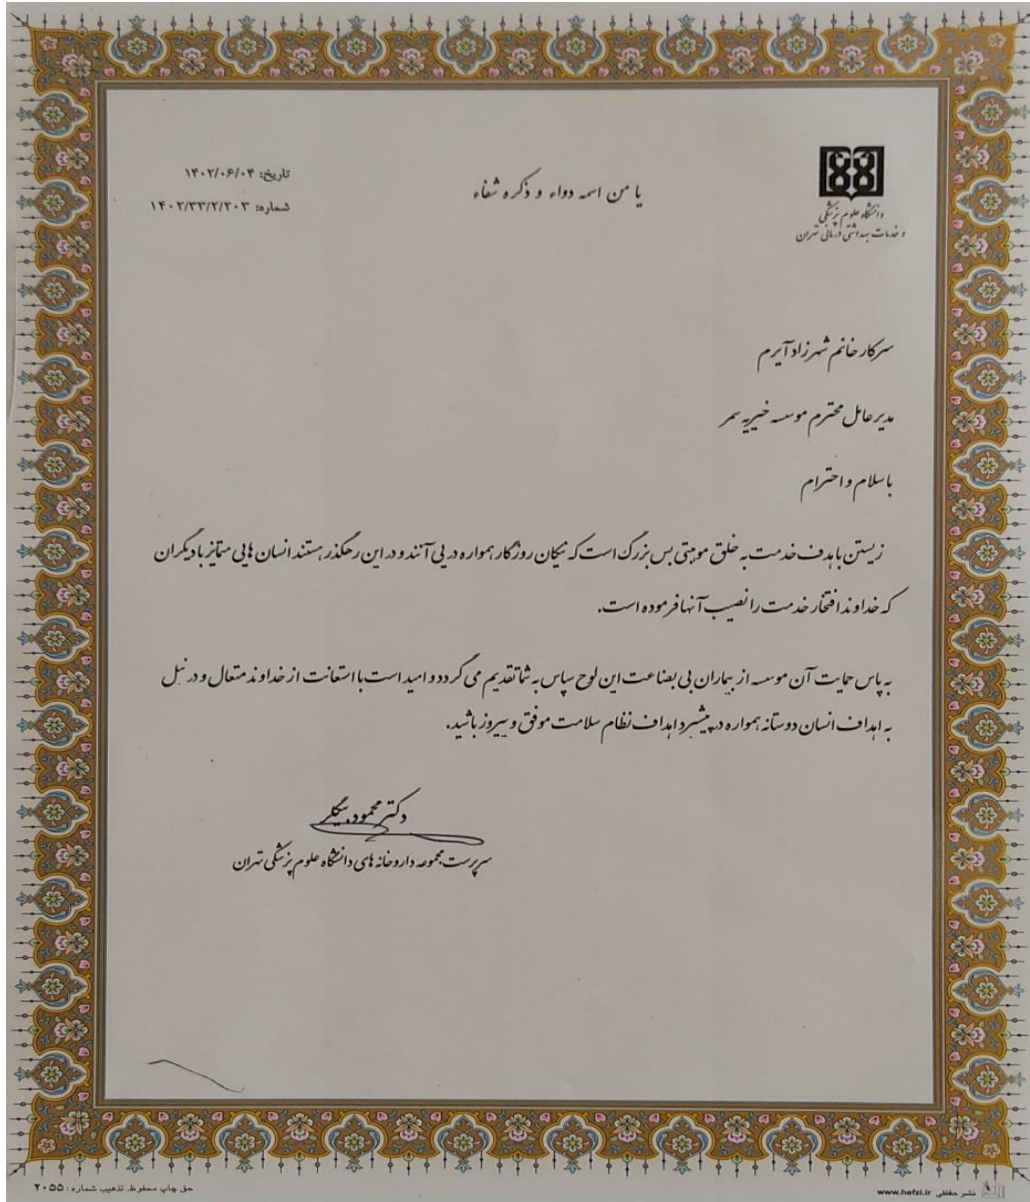 دانشگاه علوم پزشکی
و خدمات بهداشتی درمانی تهران
یا من اسمه دواء و ذکره شفاء
تاریخ: ۱۴۰۲/۰۶/۰۴
شماره: ۱۴۰۲/۳۳/۲/۲۰۳
سرکار خانم شهرزاد آیرم
مدیر عامل محترم موسسه خیریه سمر
باسلام و احترام
زیستن باهدف خدمت به خلق موهبتی بس بزرگ است که نیکان روزگار همواره در پی آنند و در این رهگذر هستند انسان هایی متمایز با دیگران
که خداوند افتخار خدمت را نصیب آنها فرموده است.
به پاس حمایت آن موسسه از بیماران بی بضاعت این لوح سپاس به شما تقدیم می گردد و امید است با استعانت از خداوند متعال و در نیل
به اهداف انسان دوستانه همواره در پیشبرد اهداف نظام سلامت موفق و پیروز باشید.
دکتر محمود بیگلر
سرپرست مجموعه داروخانه های دانشگاه علوم پزشکی تهران
حق چاپ محفوظ. تذهیب شماره: ۲۰۵۵
نشر حفظی www.hefzi.ir